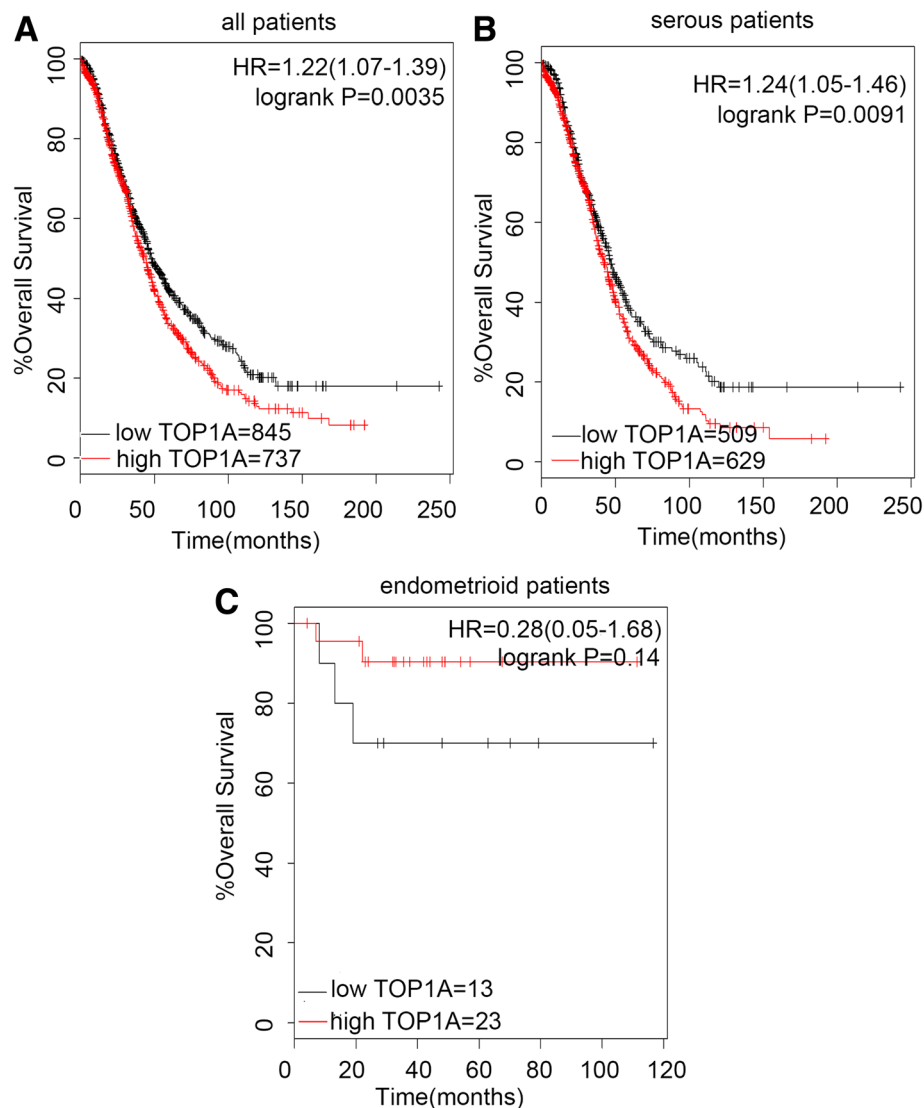 A
all patients
HR=1.22(1.07-1.39)
logrank P=0.0035
%Overall Survival
100
80
60
40
20
0
low TOP1A=845
high TOP1A=737
0 50 100 150 200 250
Time(months)
B
serous patients
HR=1.24(1.05-1.46)
logrank P=0.0091
%Overall Survival
100
80
60
40
20
0
low TOP1A=509
high TOP1A=629
0 50 100 150 200 250
Time(months)
C
endometrioid patients
HR=0.28(0.05-1.68)
logrank P=0.14
%Overall Survival
100
80
60
40
20
0
low TOP1A=13
high TOP1A=23
0 20 40 60 80 100 120
Time(months)